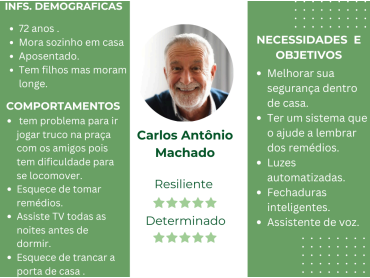 INFS. DEMOGRAFICAS
• 72 anos .
• Mora sozinho em casa
• Aposentado.
• Tem filhos mas moram
longe.
COMPORTAMENTOS
• tem problema para ir
jogar truco na praça
com os amigos pois
tem dificuldade para
se locomover.
• Esquece de tomar
remédios.
• Assiste TV todas as
noites antes de
dormir.
• Esquece de trancar a
porta de casa .
Carlos Antônio
Machado
Resiliente
Determinado
NECESSIDADES E
OBJETIVOS
• Melhorar sua
segurança dentro
de casa.
• Ter um sistema que
o ajude a lembrar
dos remédios.
• Luzes
automatizadas.
• Fechaduras
inteligentes.
• Assistente de voz.